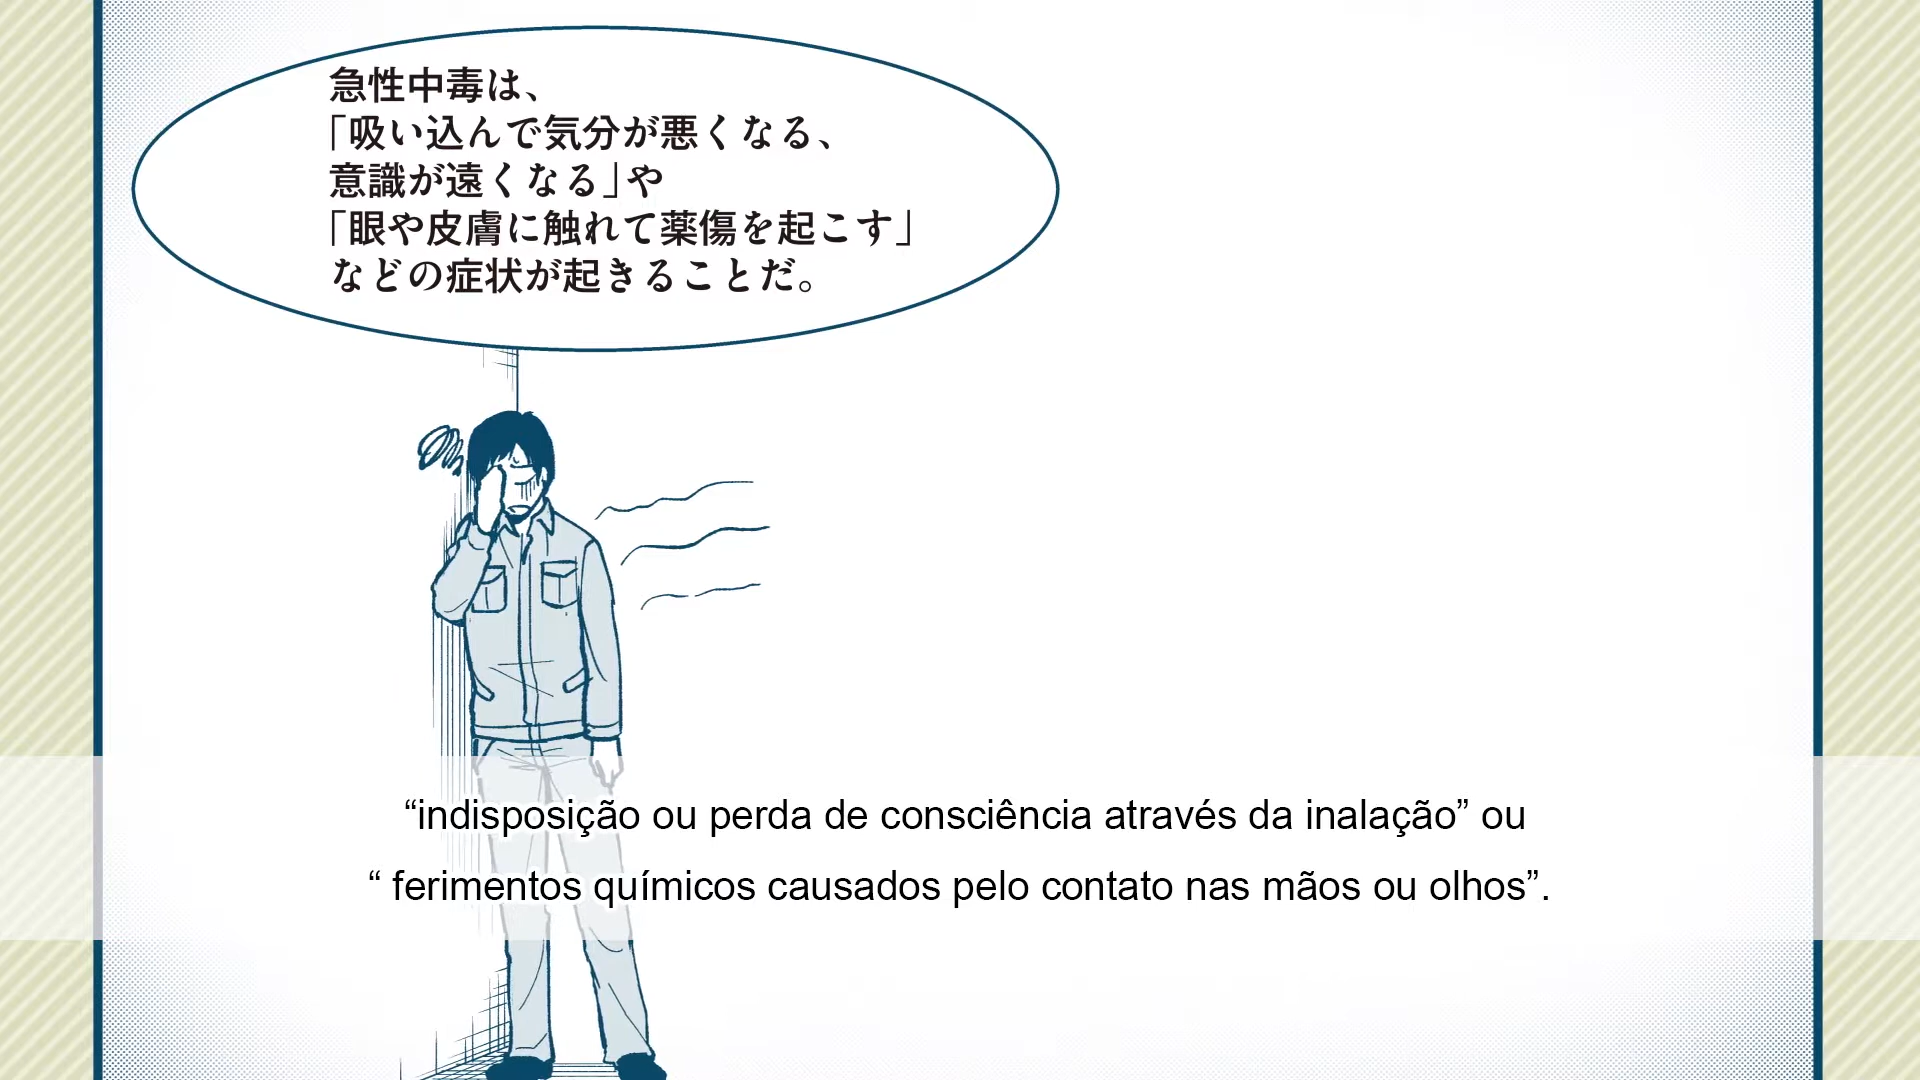 急性中毒は、
「吸い込んで気分が悪くなる、
意識が遠くなる」や
「眼や皮膚に触れて薬傷を起こす」
などの症状が起きることだ。
“indisposição ou perda de consciência através da inalação” ou
“ ferimentos químicos causados pelo contato nas mãos ou olhos”.